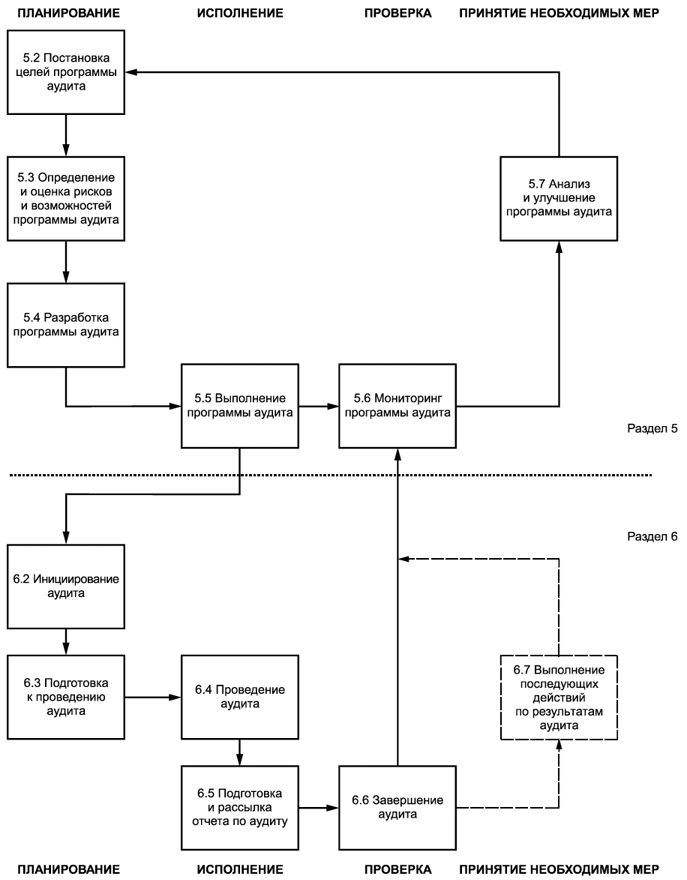 ПЛАНИРОВАНИЕ
ИСПОЛНЕНИЕ
ПРОВЕРКА
ПРИНЯТИЕ НЕОБХОДИМЫХ МЕР
5.2 Постановка
целей программы
аудита
5.3 Определение
и оценка рисков
и возможностей
программы аудита
5.7 Анализ
и улучшение
программы аудита
5.4 Разработка
программы аудита
5.5 Выполнение
программы аудита
5.6 Мониторинг
программы аудита
Раздел 5
Раздел 6
6.2 Инициирование
аудита
6.3 Подготовка
к проведению
аудита
6.4 Проведение
аудита
6.7 Выполнение
последующих
действий
по результатам
аудита
6.5 Подготовка
и рассылка
отчета по аудиту
6.6 Завершение
аудита
ПЛАНИРОВАНИЕ
ИСПОЛНЕНИЕ
ПРОВЕРКА
ПРИНЯТИЕ НЕОБХОДИМЫХ МЕР